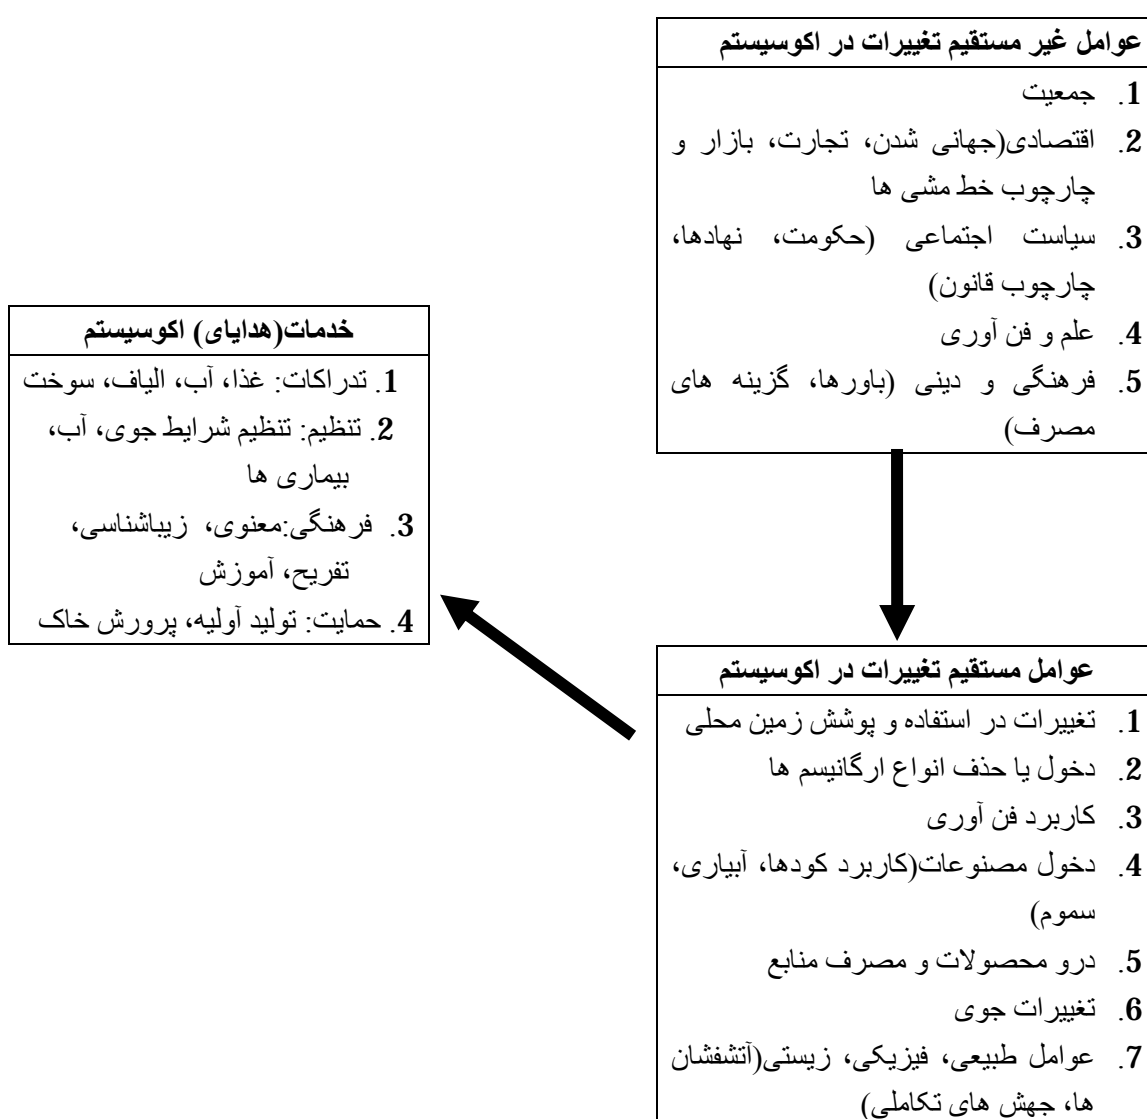 عوامل غیر مستقیم تغییرات در اکوسیستم
1. جمعیت
2. اقتصادی(جهانی شدن، تجارت، بازار و
چارچوب خط مشی ها
3. سیاست اجتماعی (حکومت، نهادها،
چارچوب قانون)
4. علم و فن آوری
5. فرهنگی و دینی (باورها، گزینه های
مصرف)
خدمات(هدایای) اکوسیستم
1. تدراکات: غذا، آب، الیاف، سوخت
2. تنظیم: تنظیم شرایط جوی، آب،
بیماری ها
3. فرهنگی:معنوی، زیباشناسی،
تفریح، آموزش
4. حمایت: تولید آولیه، پرورش خاک
عوامل مستقیم تغییرات در اکوسیستم
1. تغییرات در استفاده و پوشش زمین محلی
2. دخول یا حذف انواع ارگانیسم ها
3. کاربرد فن آوری
4. دخول مصنوعات(کاربرد کودها، آبیاری،
سموم)
5. درو محصولات و مصرف منابع
6. تغییرات جوی
7. عوامل طبیعی، فیزیکی، زیستی(آتشفشان
ها، جهش های تکاملی)